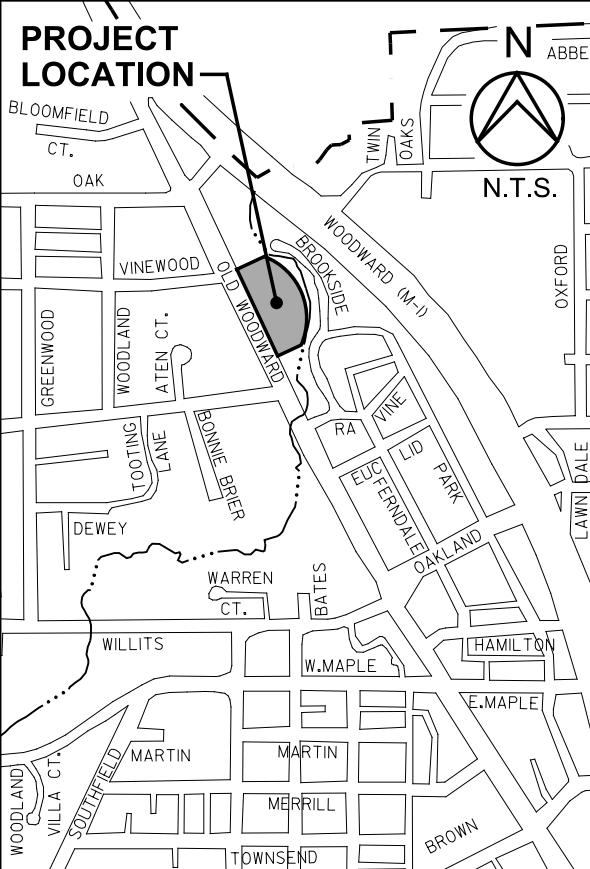 PROJECT
LOCATION
N
ABBE
BLOOMFIELD
CT.
TWIN
OAKS
N.T.S.
OAK
WOODWARD (M-1)
BROOKSIDE
OXFORD
VINEWOOD
OLD WOODWARD
GREENWOOD
WOODLAND
ATEN CT.
VINE
RA
LID
TOOTING
LANE
BONNIE BRIER
EUC
FERNDALE
PARK
LAWN DALE
DEWEY
OAKLAND
WARREN
CT.
BATES
WILLITS
HAMILTON
W.MAPLE
E.MAPLE
WOODLAND
VILLA CT.
SOUTHFIELD
MARTIN
MARTIN
MERRILL
BROWN
TOWNSEND